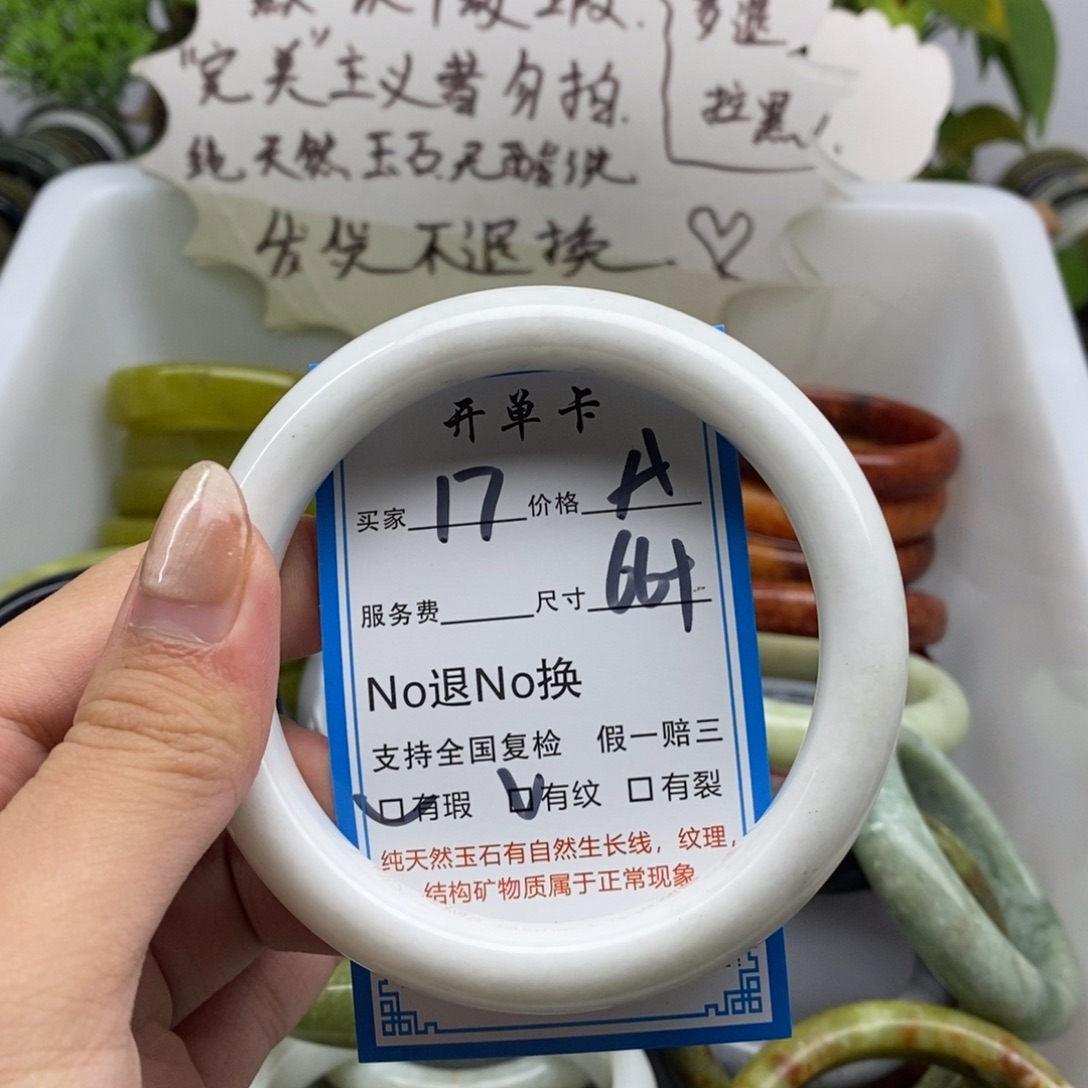 "完美"主义者勿拍.
多退
拉黑!
纯天然玉石无酸洗
发货不退换. ♡
开单卡
买家 17 价格 A
服务费 尺寸 66+
No退No换
支持全国复检 假一赔三
☑有瑕 ☑有纹 □有裂
纯天然玉石有自然生长线，纹理，
结构矿物质属于正常现象